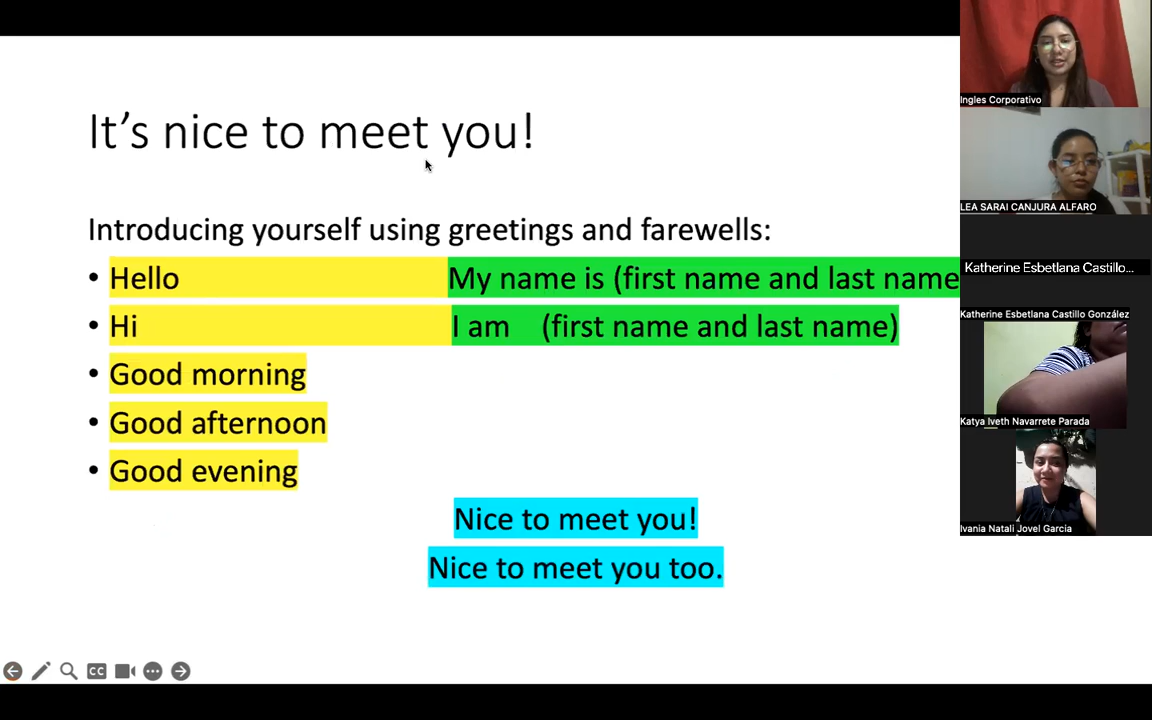 It's nice to meet you!
Introducing yourself using greetings and farewells:
• Hello My name is (first name and last name
• Hi I am (first name and last name)
• Good morning
• Good afternoon
• Good evening
Nice to meet you!
Nice to meet you too.
CC
Ingles Corporativo
LEA SARAI CANJURA ALFARO
Katherine Esbetlana Castillo...
Katherine Esbetlana Castillo González
Katya Iveth Navarrete Parada
Ivania Natali Jovel Garcia